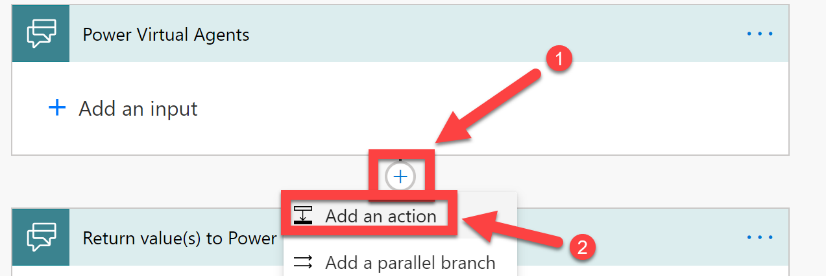 Power Virtual Agents
...
1
+ Add an input
+
Add an action
Return value(s) to Power
...
2
Add a parallel branch